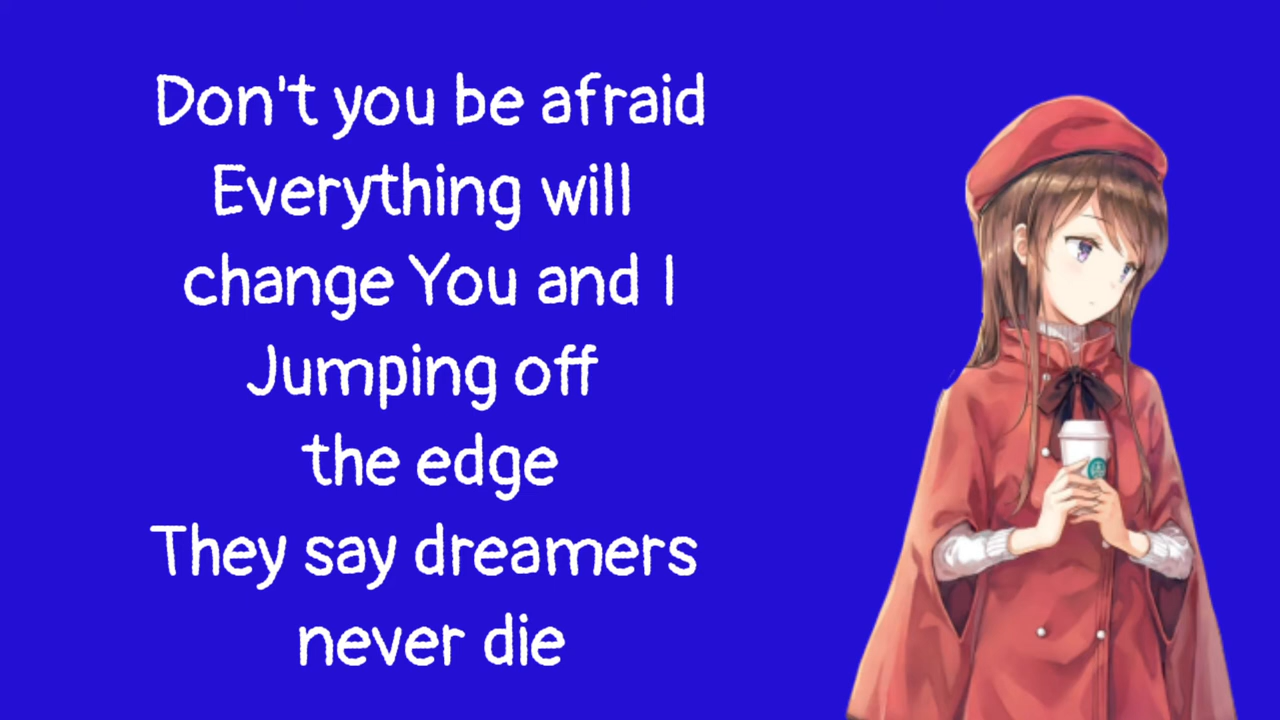 Don't you be afraid
Everything will
change You and I
Jumping off
the edge
They say dreamers
never die